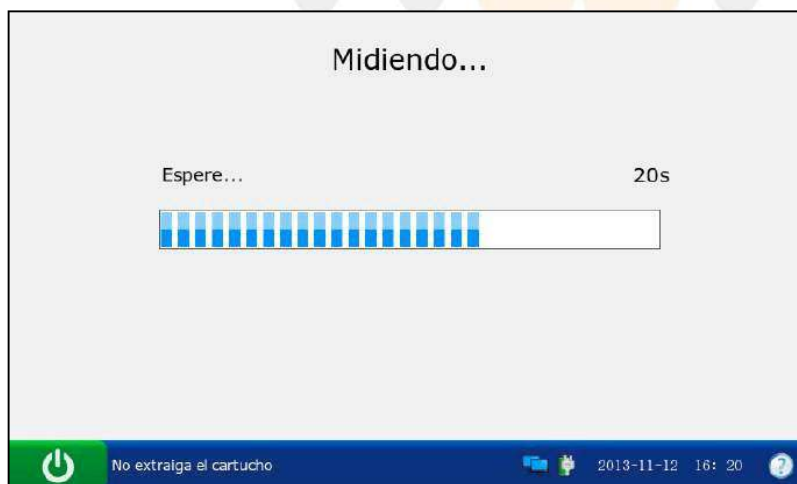 Midiendo...
Espere... 20s
No extraiga el cartucho 2013-11-12 16: 20 ?